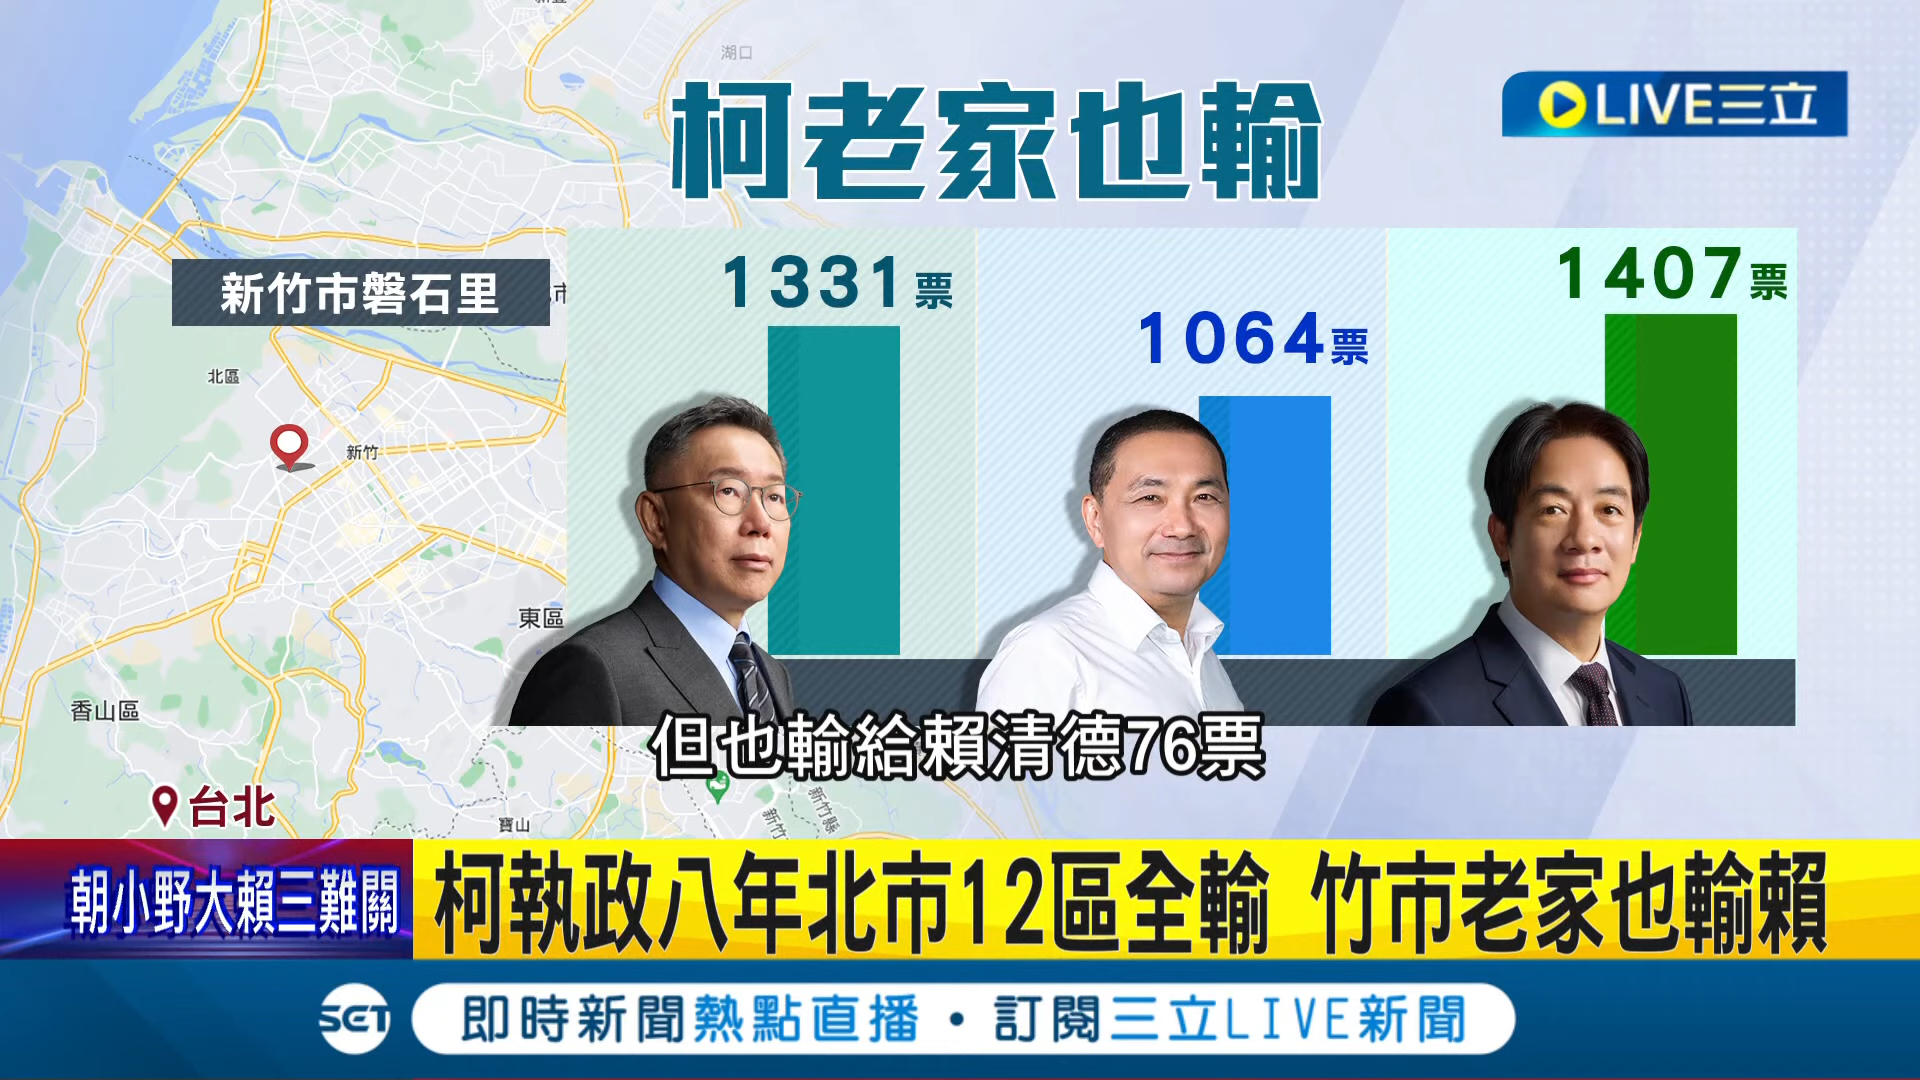 湖口
柯老家也輸
LIVE三立
新竹市磐石里
1331票
1064票
1407票
北區
新竹
東區
香山區
但也輸給賴清德76票
台北
寶山
新竹
新竹縣
朝小野大賴三難關
柯執政八年北市12區全輸 竹市老家也輸賴
SET
即時新聞熱點直播·訂閱三立LIVE新聞